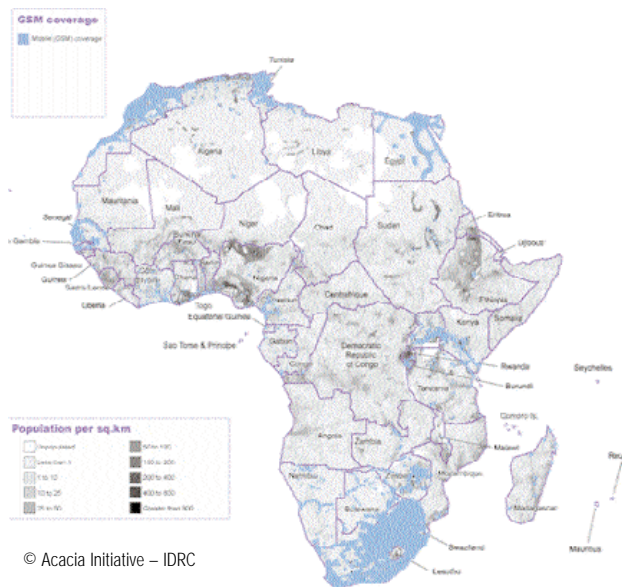 GSM coverage
Mobile (GSM) coverage
Tunisia
Algeria
Libya
Egypt
Mauritania
Mali
Niger
Chad
Sudan
Eritrea
Senegal
Gambia
Burkina
Djibouti
Guinea Bissau
Guinea
Sierra Leone
Liberia
Togo
Nigeria
Ethiopia
Centrafrique
Equatorial Guinea
Sao Tome & Principe
Gabon
Congo
Democratic
Republic
of Congo
Kenya
Somalia
Rwanda
Burundi
Seychelles
Tanzania
Comoro Is.
Angola
Zambia
Malawi
Mozambique
Namibia
Botswana
Madagascar
Mauritius
Swaziland
Lesotho
Population per sq.km
Unpopulated
Less than 1
1 to 10
10 to 25
25 to 50
50 to 100
100 to 200
200 to 400
400 to 800
© Acacia Initiative – IDRC